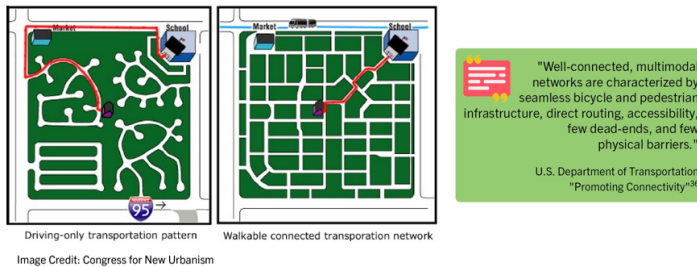 Market
School
95
Driving-only transportation pattern
Market
School
Walkable connected transporation network
Image Credit: Congress for New Urbanism
"Well-connected, multimodal
networks are characterized by
seamless bicycle and pedestrian
infrastructure, direct routing, accessibility,
few dead-ends, and few
physical barriers."
U.S. Department of Transportation
"Promoting Connectivity"36